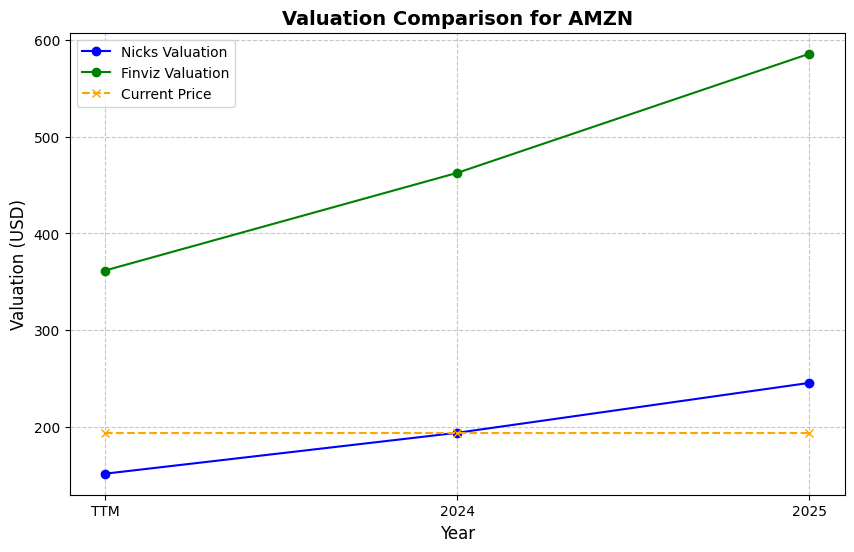 Valuation Comparison for AMZN
Nicks Valuation
Finviz Valuation
Current Price
600
500
400
300
200
Valuation (USD)
TTM 2024 2025
Year